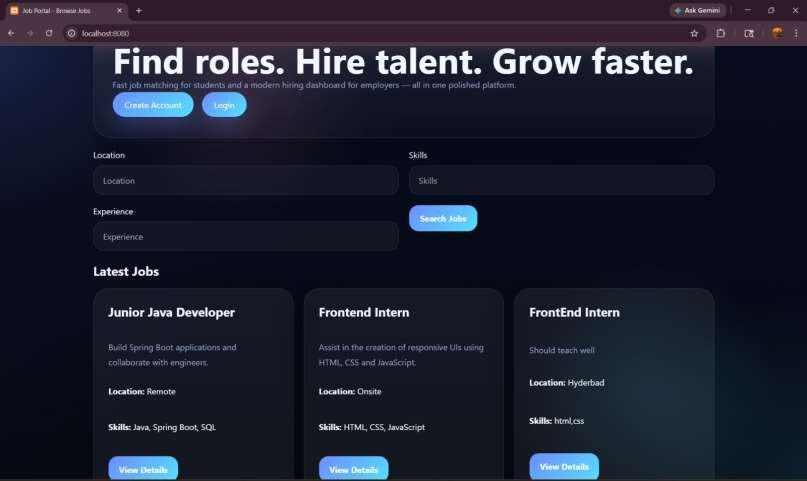 Job Portal - Browse Jobs
Ask Gemini
localhost:8080
Find roles. Hire talent. Grow faster.
Fast job matching for students and a modern hiring dashboard for employers — all in one polished platform.
Create Account
Login
Location
Skills
Location
Skills
Experience
Search Jobs
Experience
Latest Jobs
Junior Java Developer
Build Spring Boot applications and
collaborate with engineers.
Location: Remote
Skills: Java, Spring Boot, SQL
View Details
Frontend Intern
Assist in the creation of responsive UIs using
HTML, CSS and JavaScript.
Location: Onsite
Skills: HTML, CSS, JavaScript
View Details
FrontEnd Intern
Should teach well
Location: Hyderbad
Skills: html,css
View Details